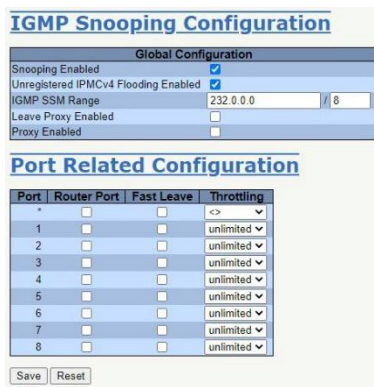 IGMP Snooping Configuration
Global Configuration
Snooping Enabled
Unregistered IPMCv4 Flooding Enabled
IGMP SSM Range 232.0.0.0 / 8
Leave Proxy Enabled
Proxy Enabled
Port Related Configuration
Port Router Port Fast Leave Throttling
* <>
1 unlimited
2 unlimited
3 unlimited
4 unlimited
5 unlimited
6 unlimited
7 unlimited
8 unlimited
Save Reset